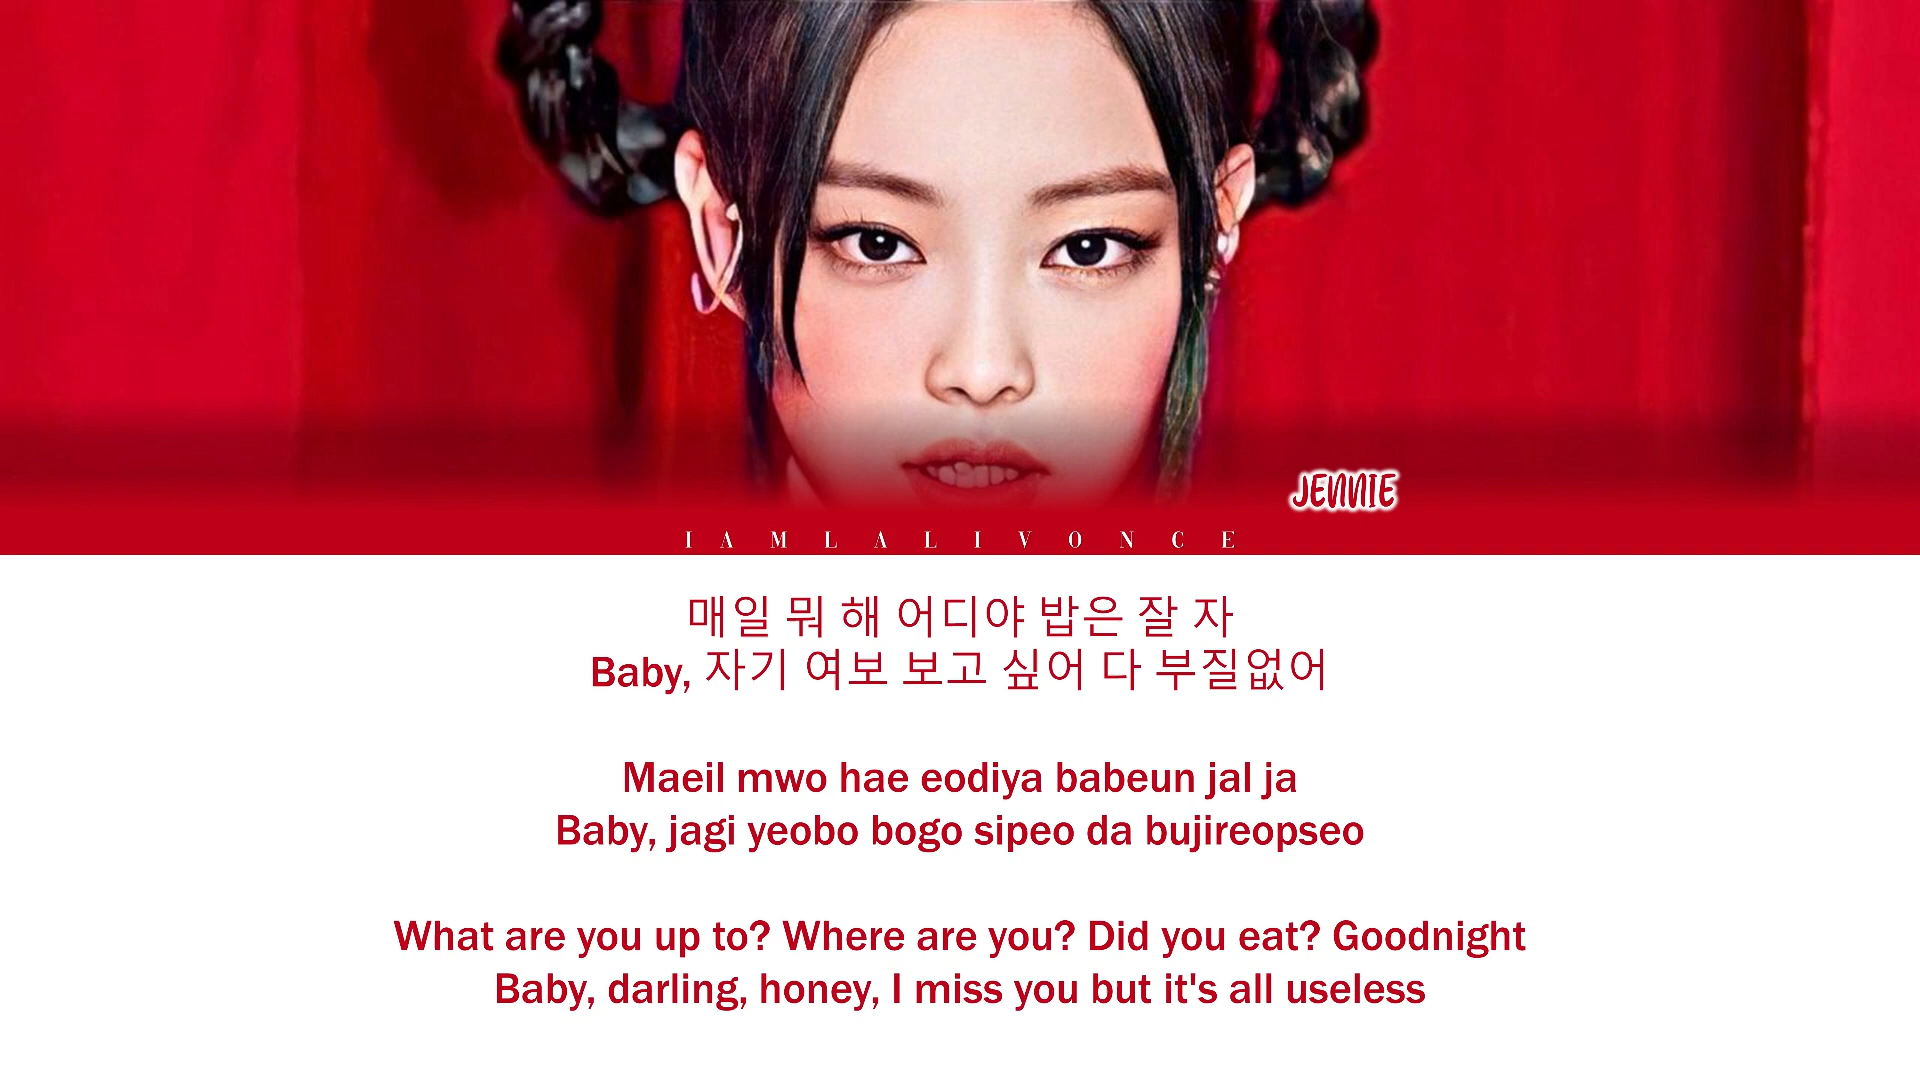 JENNIE
IAMLALIVONCE
매일 뭐 해 어디야 밥은 잘 자
Baby, 자기 여보 보고 싶어 다 부질없어
Maeil mwo hae eodiya babeun jal ja
Baby, jagi yeobo bogo sipeo da bujireopseo
What are you up to? Where are you? Did you eat? Goodnight
Baby, darling, honey, I miss you but it's all useless